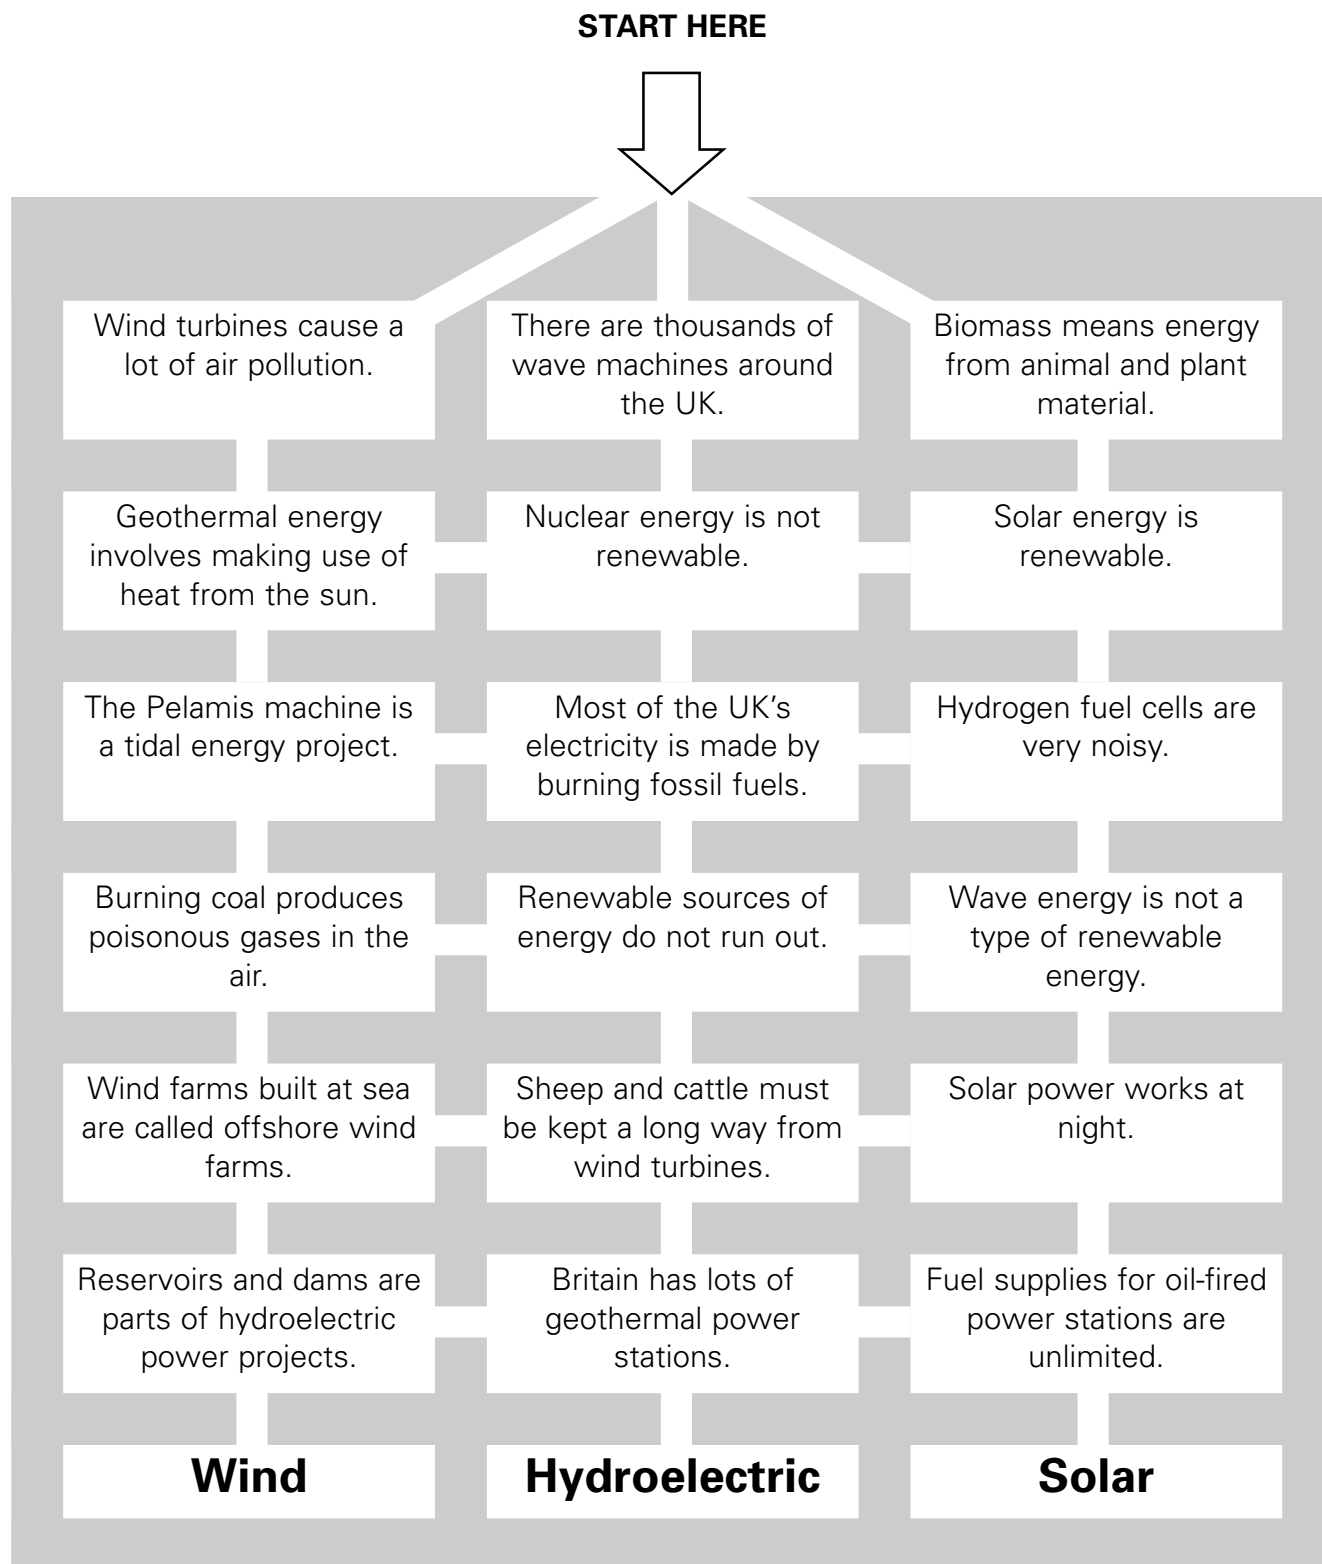 START HERE
Wind turbines cause a
lot of air pollution.
There are thousands of
wave machines around
the UK.
Biomass means energy
from animal and plant
material.
Geothermal energy
involves making use of
heat from the sun.
Nuclear energy is not
renewable.
Solar energy is
renewable.
The Pelamis machine is
a tidal energy project.
Most of the UK’s
electricity is made by
burning fossil fuels.
Hydrogen fuel cells are
very noisy.
Burning coal produces
poisonous gases in the
air.
Renewable sources of
energy do not run out.
Wave energy is not a
type of renewable
energy.
Wind farms built at sea
are called offshore wind
farms.
Sheep and cattle must
be kept a long way from
wind turbines.
Solar power works at
night.
Reservoirs and dams are
parts of hydroelectric
power projects.
Britain has lots of
geothermal power
stations.
Fuel supplies for oil-fired
power stations are
unlimited.
Wind
Hydroelectric
Solar